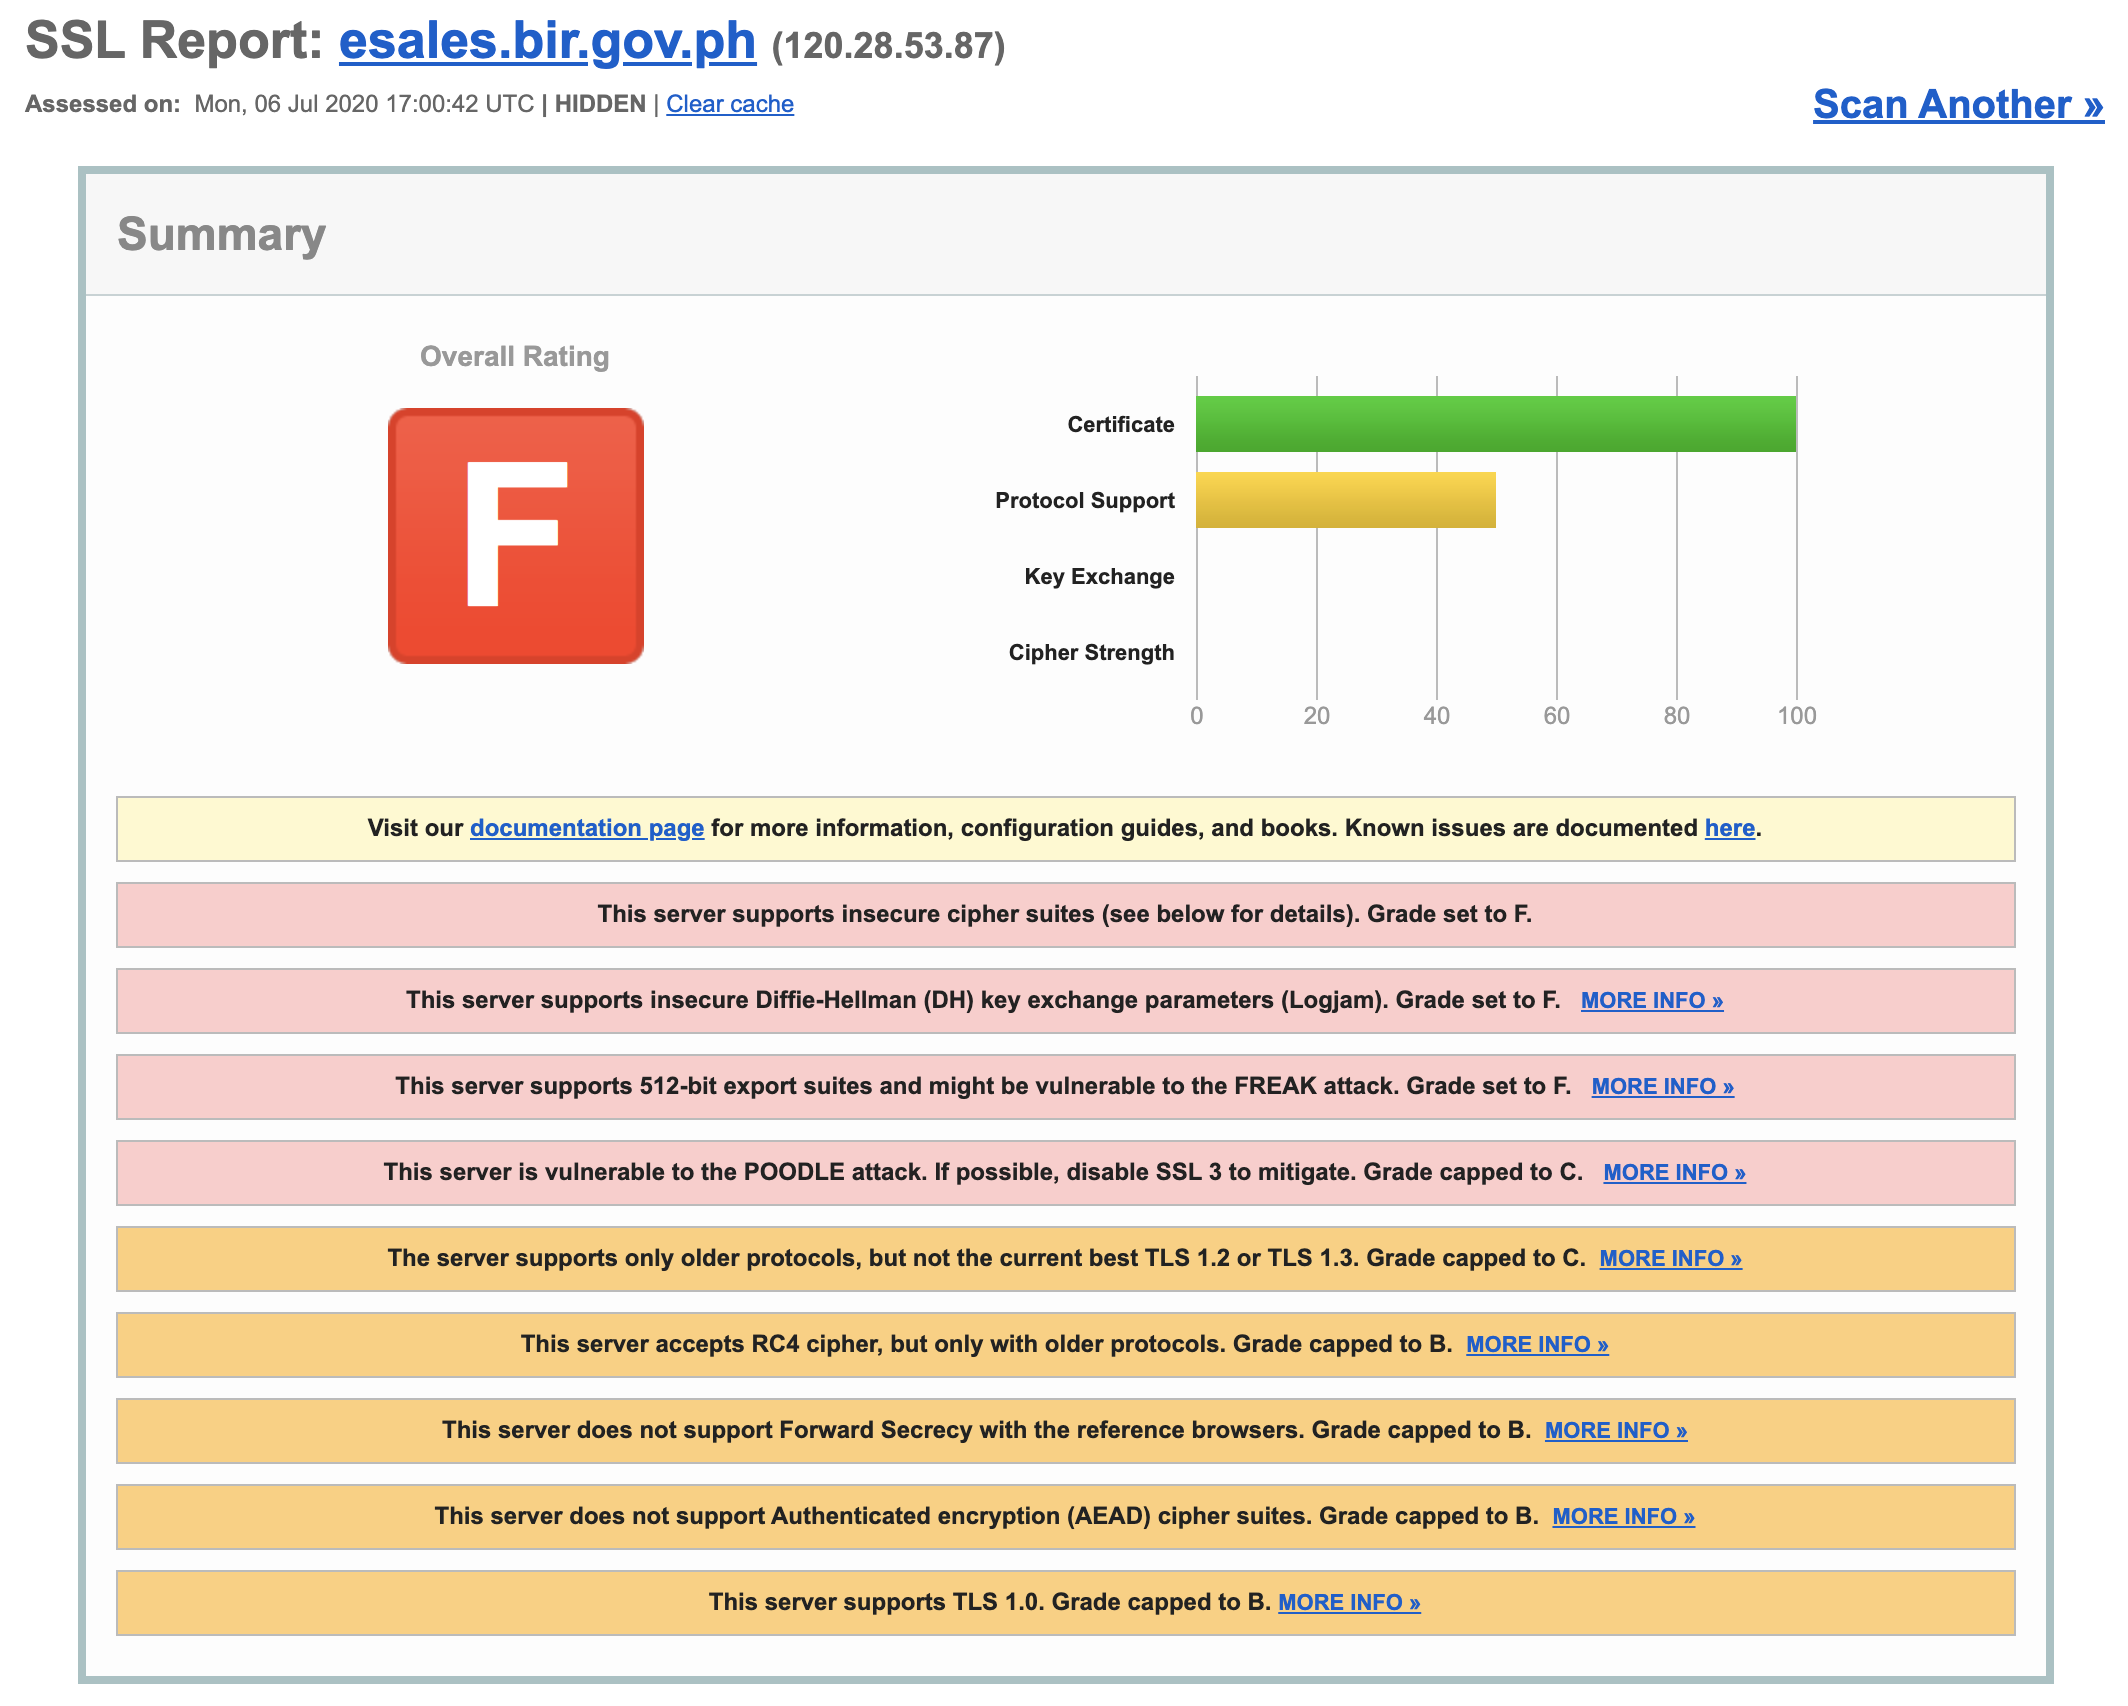 SSL Report: esales.bir.gov.ph (120.28.53.87)
Assessed on: Mon, 06 Jul 2020 17:00:42 UTC | HIDDEN | Clear cache
Scan Another »
Summary
Overall Rating
F
Certificate
Protocol Support
Key Exchange
Cipher Strength
0 20 40 60 80 100
Visit our documentation page for more information, configuration guides, and books. Known issues are documented here.
This server supports insecure cipher suites (see below for details). Grade set to F.
This server supports insecure Diffie-Hellman (DH) key exchange parameters (Logjam). Grade set to F. MORE INFO »
This server supports 512-bit export suites and might be vulnerable to the FREAK attack. Grade set to F. MORE INFO »
This server is vulnerable to the POODLE attack. If possible, disable SSL 3 to mitigate. Grade capped to C. MORE INFO »
The server supports only older protocols, but not the current best TLS 1.2 or TLS 1.3. Grade capped to C. MORE INFO »
This server accepts RC4 cipher, but only with older protocols. Grade capped to B. MORE INFO »
This server does not support Forward Secrecy with the reference browsers. Grade capped to B. MORE INFO »
This server does not support Authenticated encryption (AEAD) cipher suites. Grade capped to B. MORE INFO »
This server supports TLS 1.0. Grade capped to B. MORE INFO »